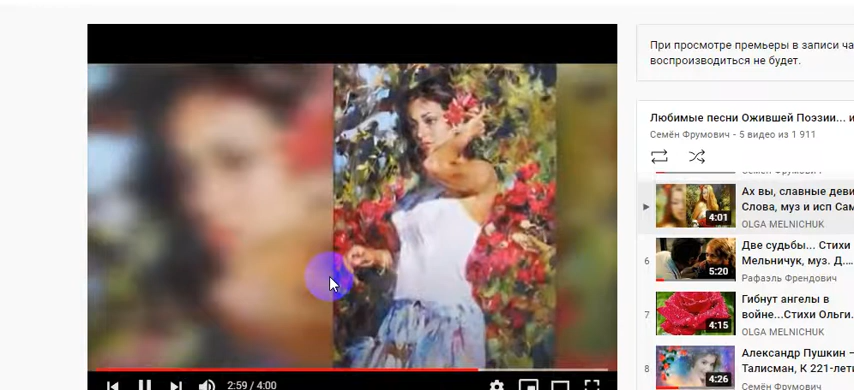 При просмотре премьеры в записи ча
воспроизводиться не будет.
Любимые песни Ожившей Поэзии... и
Семён Фрумович - 5 видео из 1 911
Ах вы, славные деви
Слова, муз и исп Сам
OLGA MELNICHUK
4:01
6
Две судьбы... Стихи
Мельничук, муз. Д....
Рафаэль Френдович
5:20
7
Гибнут ангелы в
войне...Стихи Ольги.
OLGA MELNICHUK
4:15
8
Александр Пушкин –
Талисман, К 221-лети
Семён Фрумович
4:26
2:59 / 4:00